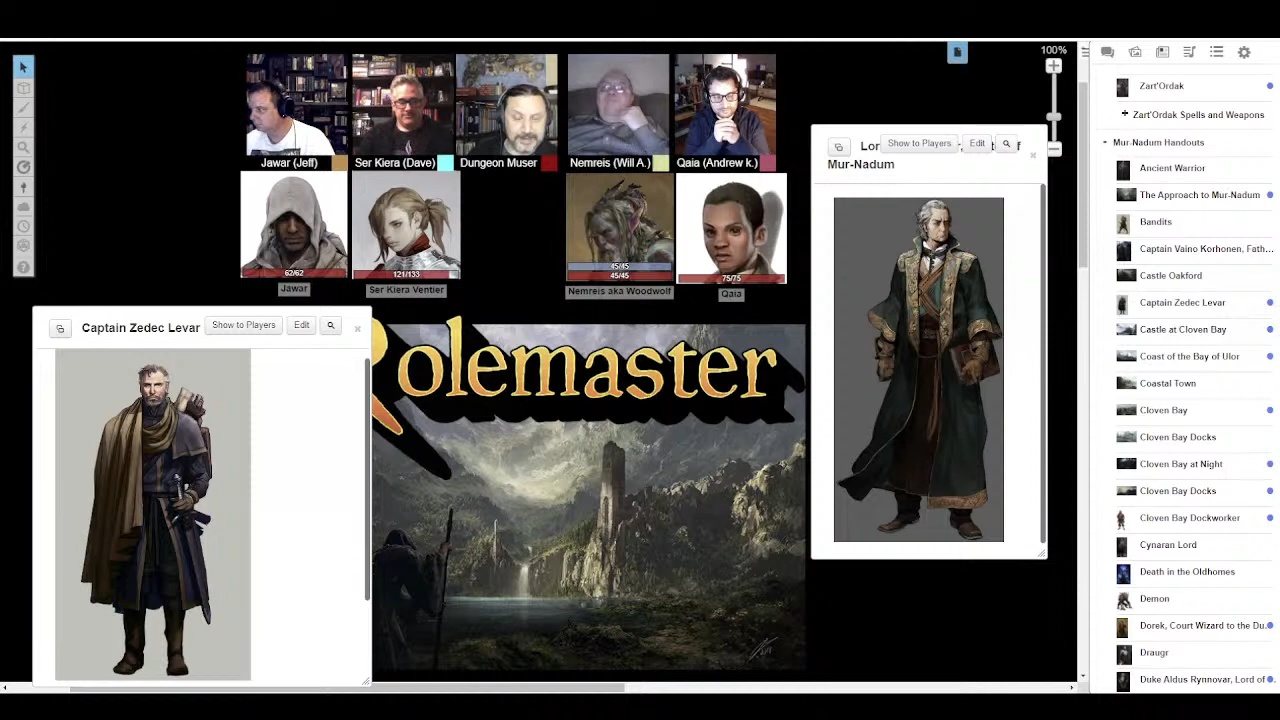 100%
Jawar (Jeff)
Ser Kiera (Dave)
Dungeon Muser
Nemreis (Will A.)
Qaia (Andrew k.)
62/62
121/133
45/45
45/45
75/75
Jawar
Ser Kiera Ventier
Nemreis aka Woodwolf
Qaia
Captain Zedec Levar
Show to Players
Edit
Rolemaster
Lor
Show to Players
Edit
Mur-Nadum
Zart'Ordak
Zart'Ordak Spells and Weapons
Mur-Nadum Handouts
Ancient Warrior
The Approach to Mur-Nadum
Bandits
Captain Vaino Korhonen, Fath...
Castle Oakford
Captain Zedec Levar
Castle at Cloven Bay
Coast of the Bay of Ulor
Coastal Town
Cloven Bay
Cloven Bay Docks
Cloven Bay at Night
Cloven Bay Docks
Cloven Bay Dockworker
Cynaran Lord
Death in the Oldhomes
Demon
Dorek, Court Wizard to the Du...
Draugr
Duke Aldus Rynnovar, Lord of